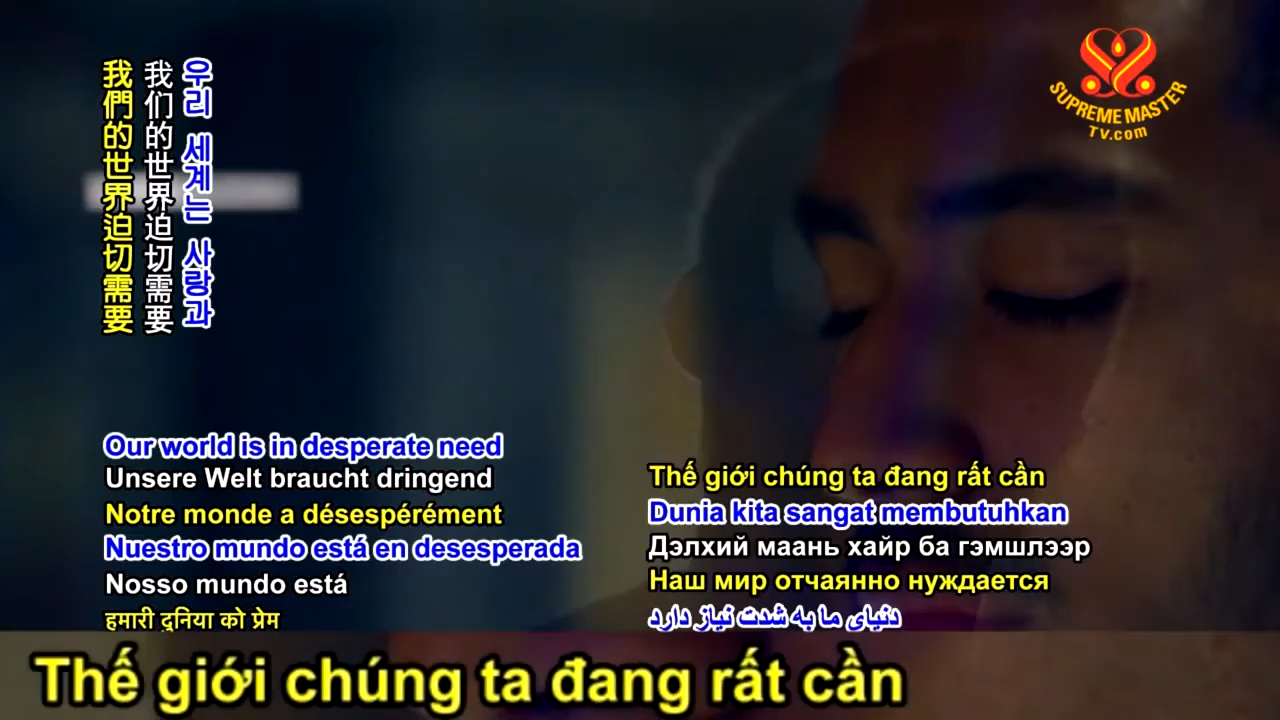 우리 세계는 사랑과
我们的世界迫切需要
我們的世界迫切需要
SUPREME MASTER
TV.com
Our world is in desperate need
Unsere Welt braucht dringend
Notre monde a désespérément
Nuestro mundo está en desesperada
Nosso mundo está
हमारी दुनिया को प्रेम
Thế giới chúng ta đang rất cần
Dunia kita sangat membutuhkan
Дэлхий маань хайр ба гэмшлээр
Наш мир отчаянно нуждается
دنیای ما به شدت نیاز دارد
Thế giới chúng ta đang rất cần